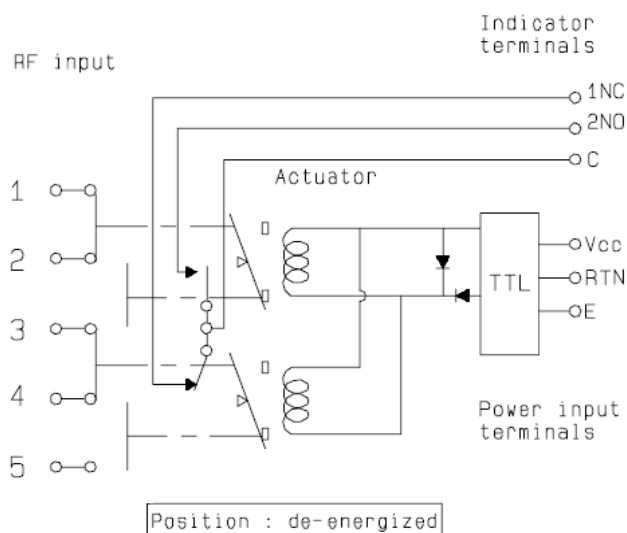 Indicator
terminals
RF input
1NC
2NO
C
Actuator
1
2
3
4
5
TTL
Vcc
RTN
E
Power input
terminals
Position : de-energized